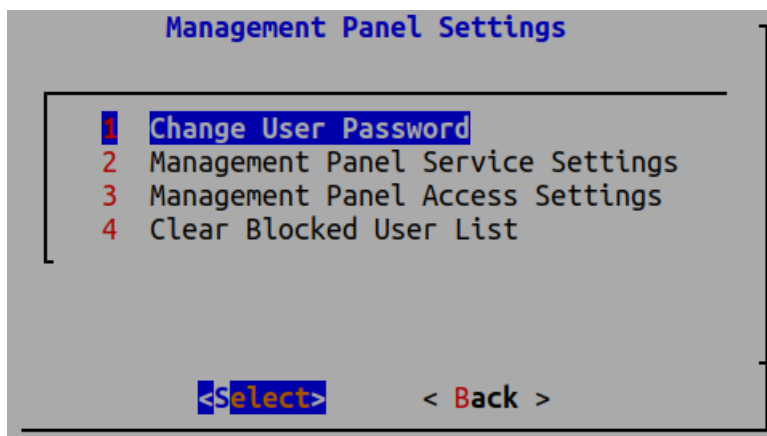 Management Panel Settings
1 Change User Password
2 Management Panel Service Settings
3 Management Panel Access Settings
4 Clear Blocked User List
<Select> < Back >